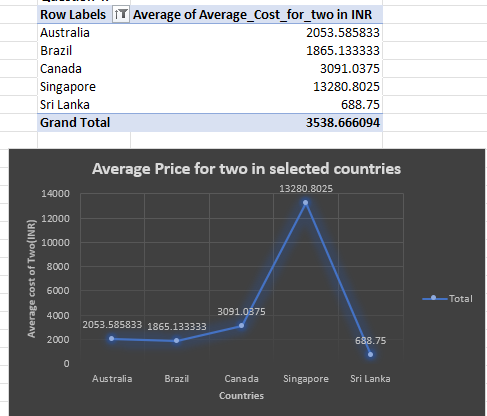 Row Labels Average of Average_Cost_for_two in INR
Australia 2053.585833
Brazil 1865.133333
Canada 3091.0375
Singapore 13280.8025
Sri Lanka 688.75
Grand Total 3538.666094
Average Price for two in selected countries
13280.8025
14000
12000
10000
8000
6000
4000
2000
0
Average cost of Two(INR)
2053.585833 1865.133333 3091.0375 688.75
Total
Australia Brazil Canada Singapore Sri Lanka
Countries